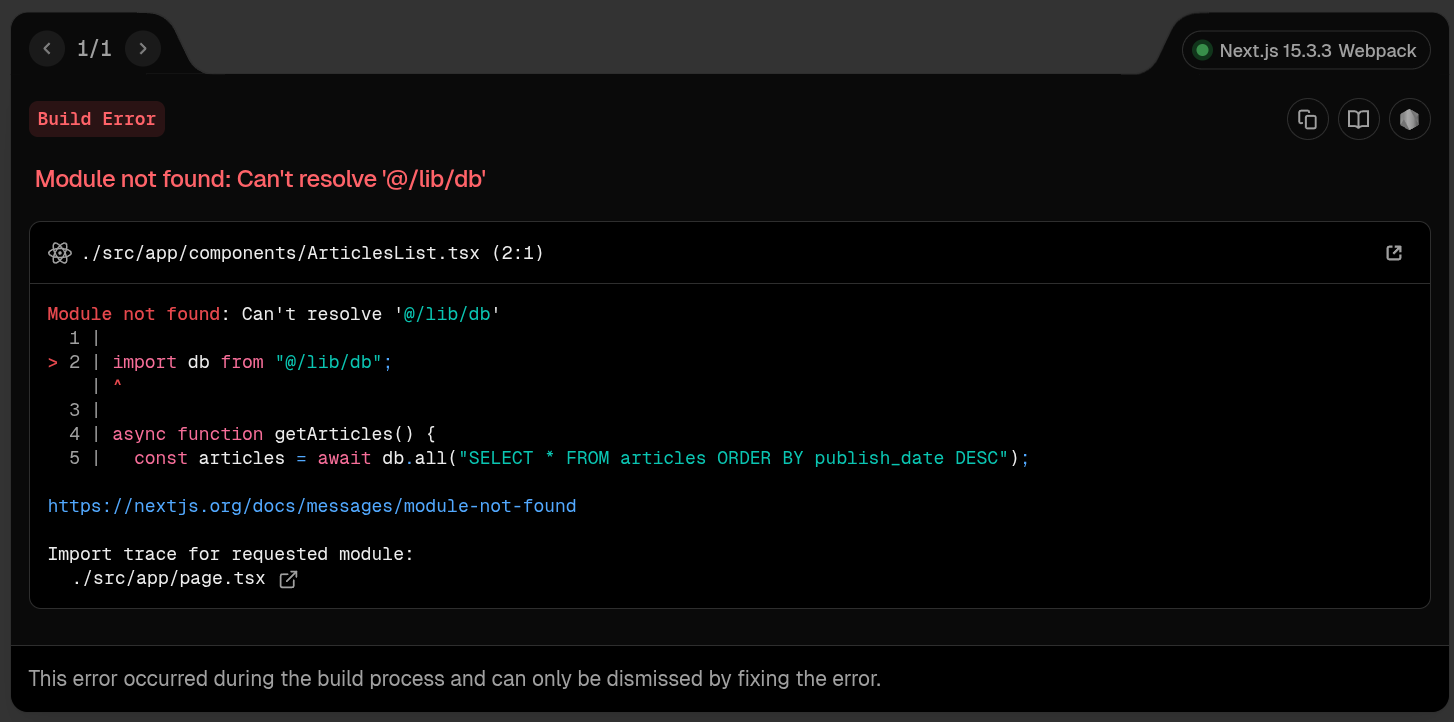 1/1
Next.js 15.3.3 Webpack
Build Error
Module not found: Can't resolve '@/lib/db'
./src/app/components/ArticlesList.tsx (2:1)
Module not found: Can't resolve '@/lib/db'
  1 |
> 2 | import db from "@/lib/db";
    | ^
  3 |
  4 | async function getArticles() {
  5 |   const articles = await db.all("SELECT * FROM articles ORDER BY publish_date DESC");
https://nextjs.org/docs/messages/module-not-found
Import trace for requested module:
./src/app/page.tsx
This error occurred during the build process and can only be dismissed by fixing the error.